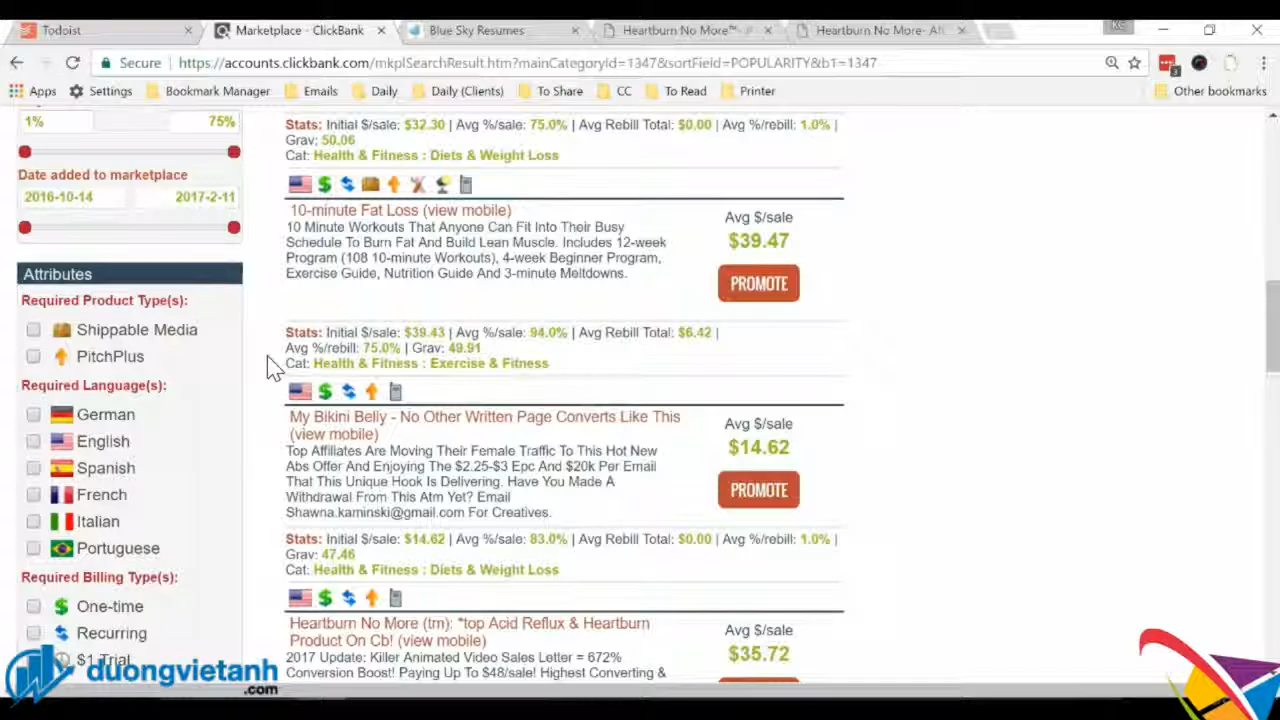 Todoist
Marketplace - ClickBank
Blue Sky Resumes
Heartburn No More™
Heartburn No More- Aff
KC
Secure
https://accounts.clickbank.com/mkplSearchResult.htm?mainCategoryId=1347&sortField=POPULARITY&b1=1347
3
Apps
Settings
Bookmark Manager
Emails
Daily
Daily (Clients)
To Share
CC
To Read
Printer
Other bookmarks
1%
75%
Date added to marketplace
2016-10-14
2017-2-11
Attributes
Required Product Type(s):
Shippable Media
PitchPlus
Required Language(s):
German
English
Spanish
French
Italian
Portuguese
Required Billing Type(s):
One-time
Recurring
$1 Trial
Stats: Initial $/sale: $32.30 | Avg %/sale: 75.0% | Avg Rebill Total: $0.00 | Avg %/rebill: 1.0% |
Grav: 50.06
Cat: Health & Fitness : Diets & Weight Loss
10-minute Fat Loss (view mobile)
10 Minute Workouts That Anyone Can Fit Into Their Busy
Schedule To Burn Fat And Build Lean Muscle. Includes 12-week
Program (108 10-minute Workouts), 4-week Beginner Program,
Exercise Guide, Nutrition Guide And 3-minute Meltdowns.
Avg $/sale
$39.47
PROMOTE
Stats: Initial $/sale: $39.43 | Avg %/sale: 94.0% | Avg Rebill Total: $6.42 |
Avg %/rebill: 75.0% | Grav: 49.91
Cat: Health & Fitness : Exercise & Fitness
My Bikini Belly - No Other Written Page Converts Like This
(view mobile)
Top Affiliates Are Moving Their Female Traffic To This Hot New
Abs Offer And Enjoying The $2.25-$3 Epc And $20k Per Email
That This Unique Hook Is Delivering. Have You Made A
Withdrawal From This Atm Yet? Email
Shawna.kaminski@gmail.com For Creatives.
Avg $/sale
$14.62
PROMOTE
Stats: Initial $/sale: $14.62 | Avg %/sale: 83.0% | Avg Rebill Total: $0.00 | Avg %/rebill: 1.0% |
Grav: 47.46
Cat: Health & Fitness : Diets & Weight Loss
Heartburn No More (tm): *top Acid Reflux & Heartburn
Product On Cb! (view mobile)
2017 Update: Killer Animated Video Sales Letter = 672%
Conversion Boost! Paying Up To $48/sale! Highest Converting &
Avg $/sale
$35.72
duongvietanh
.com